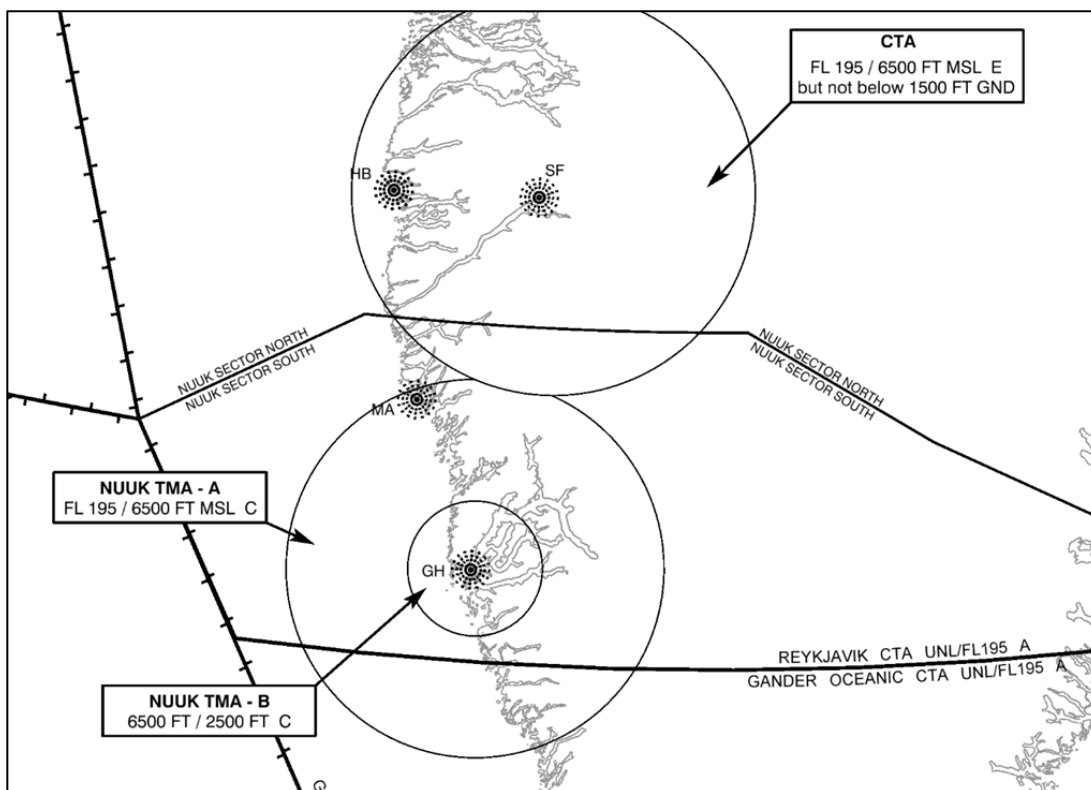 CTA
FL 195 / 6500 FT MSL E
but not below 1500 FT GND
HB
SF
NUUK SECTOR NORTH
NUUK SECTOR SOUTH
NUUK SECTOR NORTH
NUUK SECTOR SOUTH
MA
NUUK TMA - A
FL 195 / 6500 FT MSL C
GH
REYKJAVIK CTA UNL/FL195 A
GANDER OCEANIC CTA UNL/FL195 A
NUUK TMA - B
6500 FT / 2500 FT C